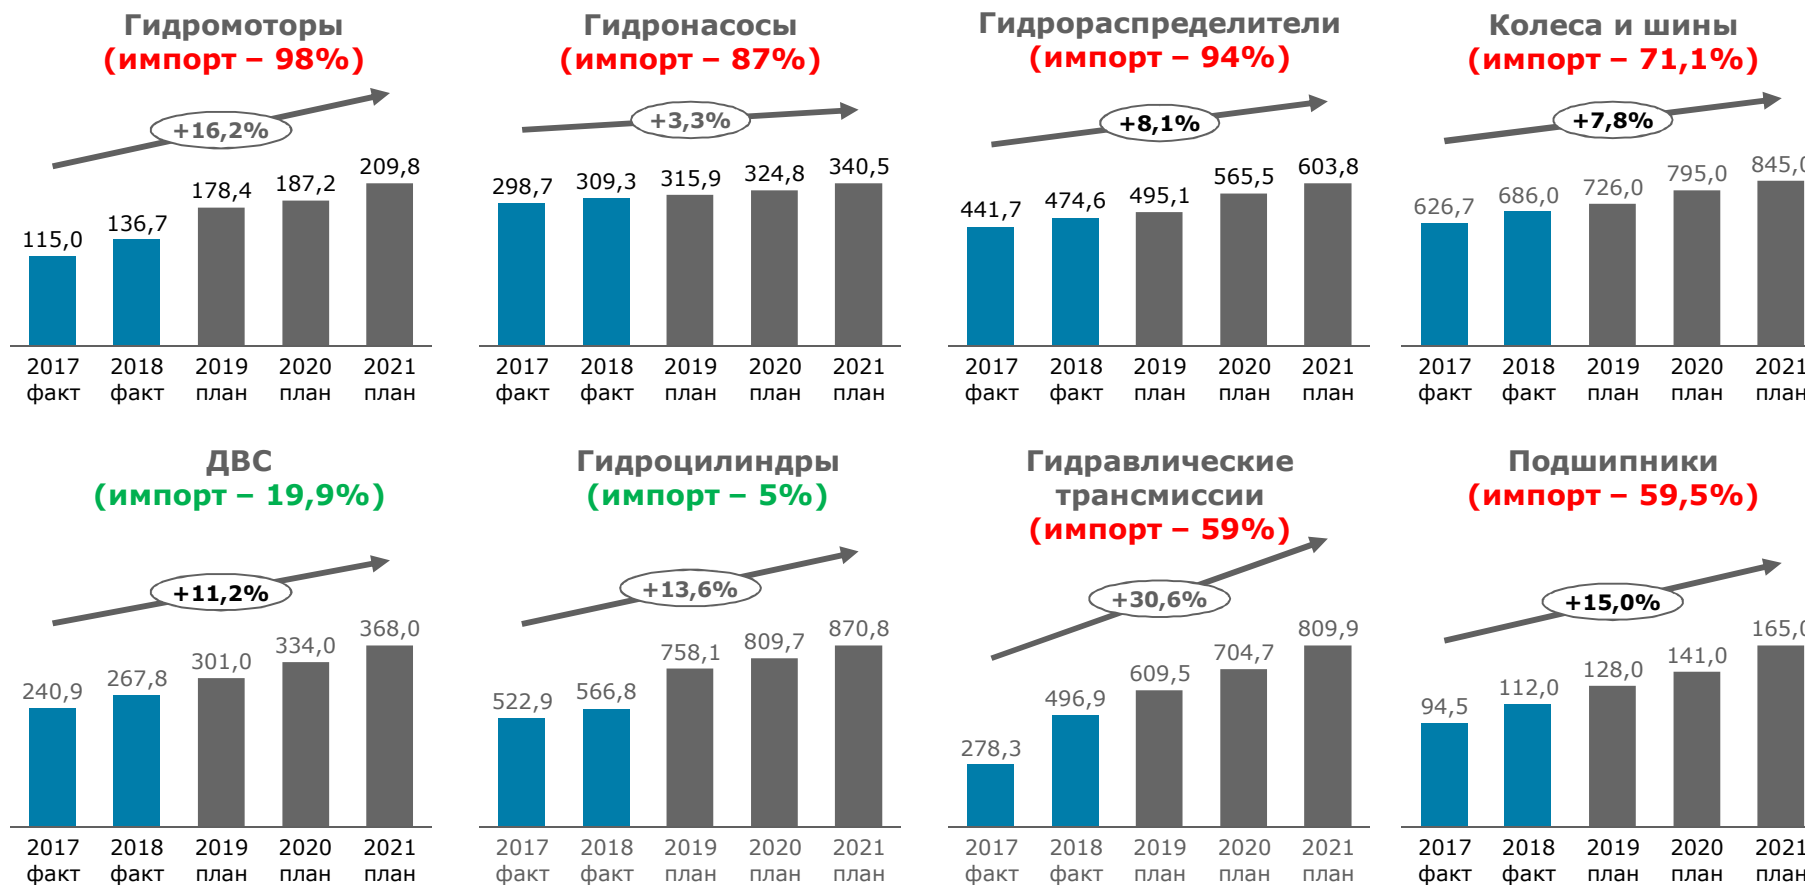 Гидромоторы
(импорт – 98%)
+16,2%
115,0 136,7 178,4 187,2 209,8
2017 2018 2019 2020 2021
факт факт план план план
Гидронасосы
(импорт – 87%)
+3,3%
298,7 309,3 315,9 324,8 340,5
2017 2018 2019 2020 2021
факт факт план план план
Гидрораспределители
(импорт – 94%)
+8,1%
441,7 474,6 495,1 565,5 603,8
2017 2018 2019 2020 2021
факт факт план план план
Колеса и шины
(импорт – 71,1%)
+7,8%
626,7 686,0 726,0 795,0 845,0
2017 2018 2019 2020 2021
факт факт план план план
ДВС
(импорт – 19,9%)
+11,2%
240,9 267,8 301,0 334,0 368,0
2017 2018 2019 2020 2021
факт факт план план план
Гидроцилиндры
(импорт – 5%)
+13,6%
522,9 566,8 758,1 809,7 870,8
2017 2018 2019 2020 2021
факт факт план план план
Гидравлические
трансмиссии
(импорт – 59%)
+30,6%
278,3 496,9 609,5 704,7 809,9
2017 2018 2019 2020 2021
факт факт план план план
Подшипники
(импорт – 59,5%)
+15,0%
94,5 112,0 128,0 141,0 165,0
2017 2018 2019 2020 2021
факт факт план план план